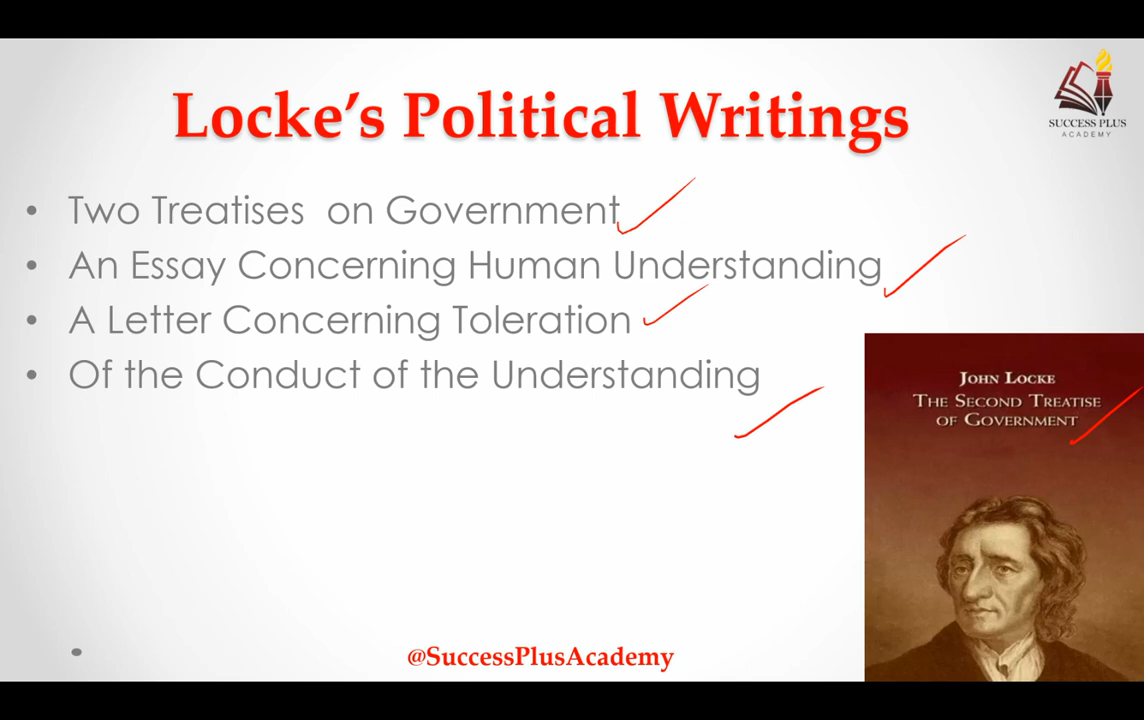 SUCCESS PLUS
ACADEMY
Locke's Political Writings
• Two Treatises on Government
• An Essay Concerning Human Understanding
• A Letter Concerning Toleration
• Of the Conduct of the Understanding
JOHN LOCKE
THE SECOND TREATISE
OF GOVERNMENT
@SuccessPlusAcademy